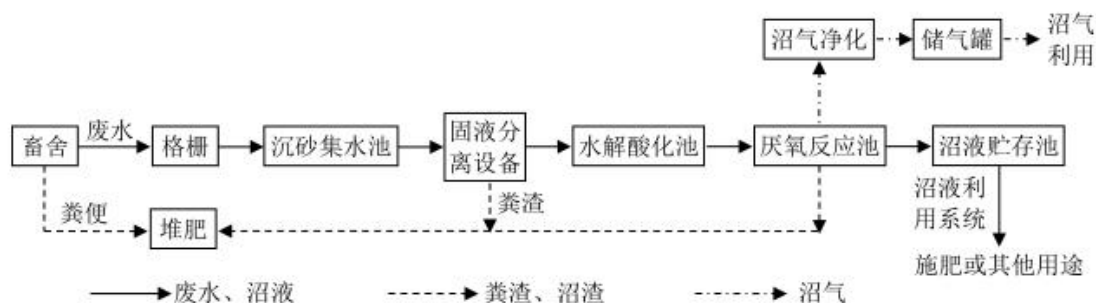 沼气净化
储气罐
沼气
利用
畜舍
废水
格栅
沉砂集水池
固液分
离设备
水解酸化池
厌氧反应池
沼液贮存池
粪便
堆肥
粪渣
沼液利
用系统
施肥或其他用途
废水、沼液
粪渣、沼渣
沼气